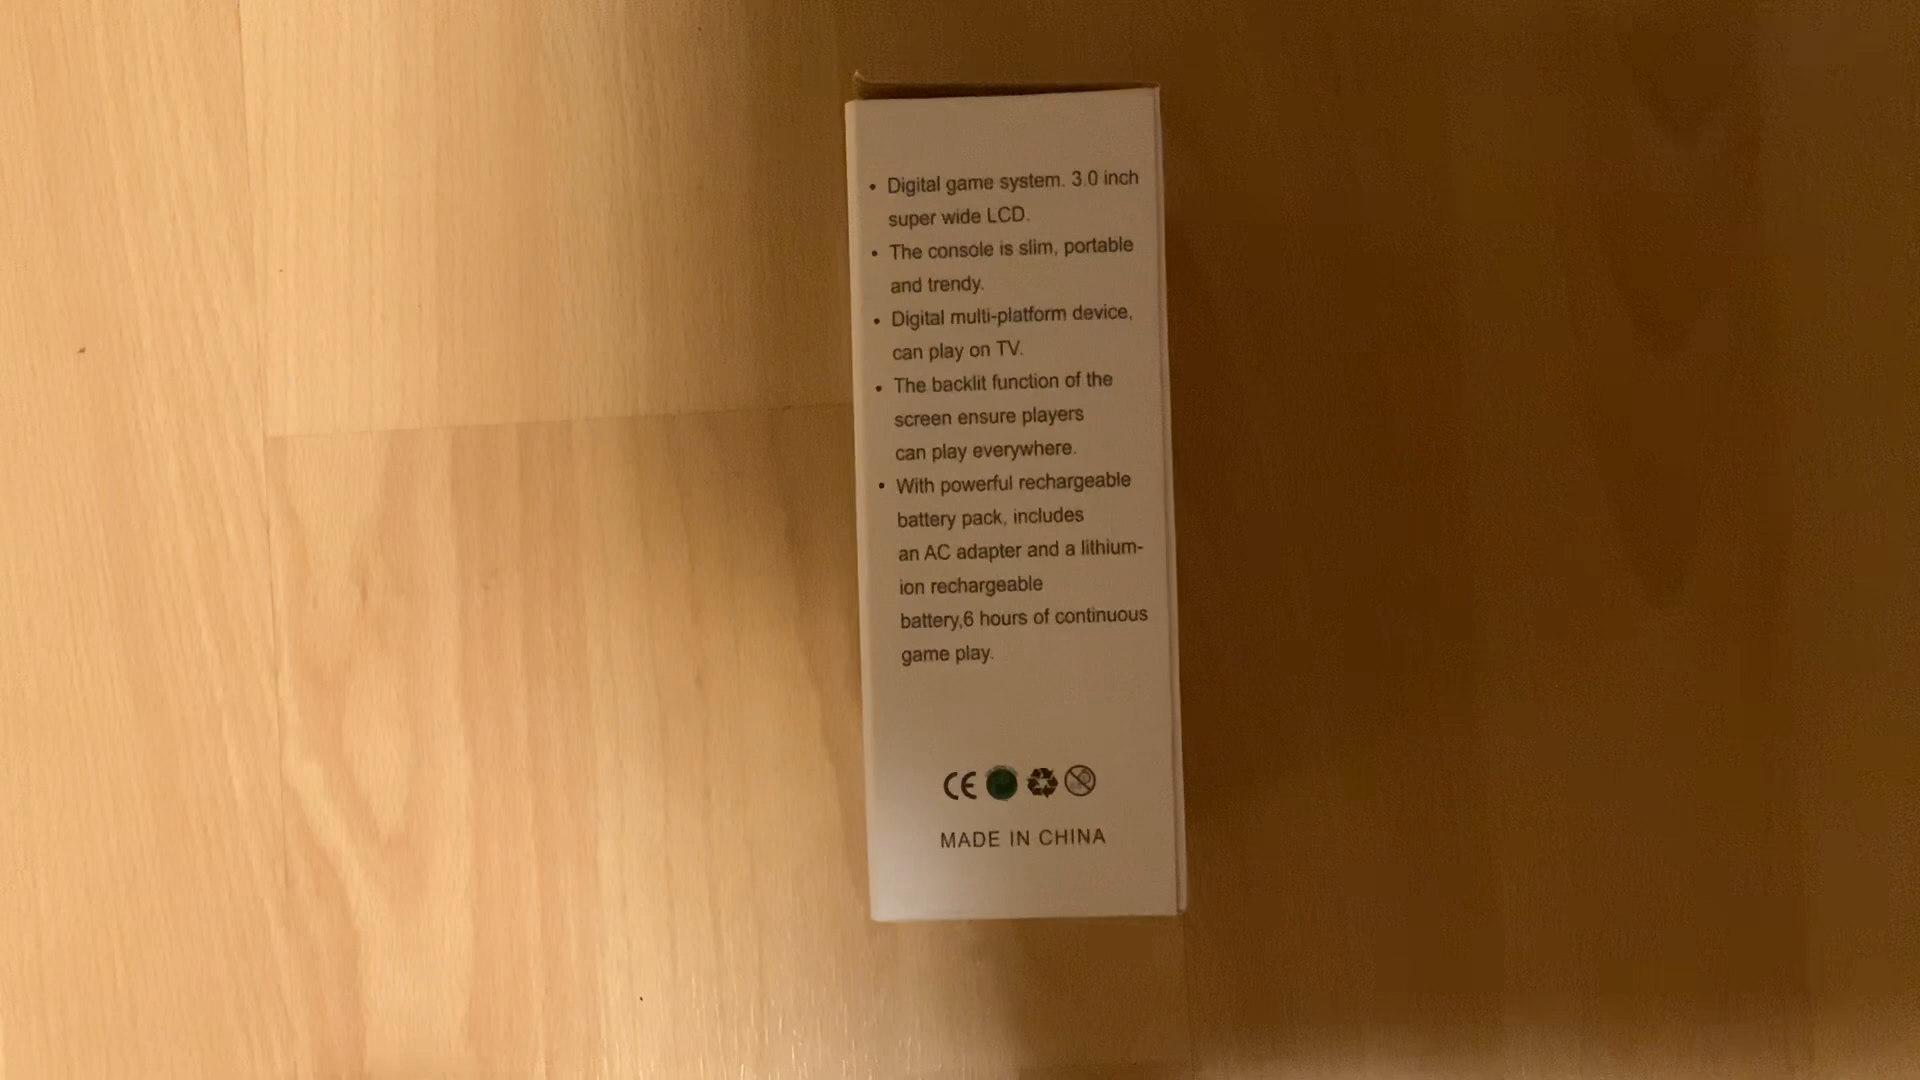 • Digital game system. 3.0 inch
super wide LCD.
• The console is slim, portable
and trendy.
• Digital multi-platform device,
can play on TV.
• The backlit function of the
screen ensure players
can play everywhere.
• With powerful rechargeable
battery pack, includes
an AC adapter and a lithium-
ion rechargeable
battery,6 hours of continuous
game play.
CE
MADE IN CHINA